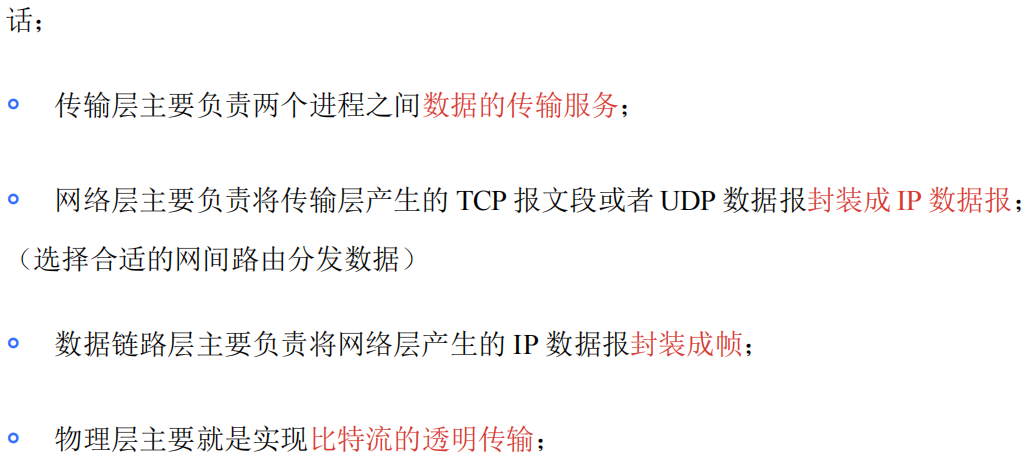 话；
传输层主要负责两个进程之间数据的传输服务；
网络层主要负责将传输层产生的 TCP 报文段或者 UDP 数据报封装成 IP 数据报；
（选择合适的网间路由分发数据）
数据链路层主要负责将网络层产生的 IP 数据报封装成帧；
物理层主要就是实现比特流的透明传输；